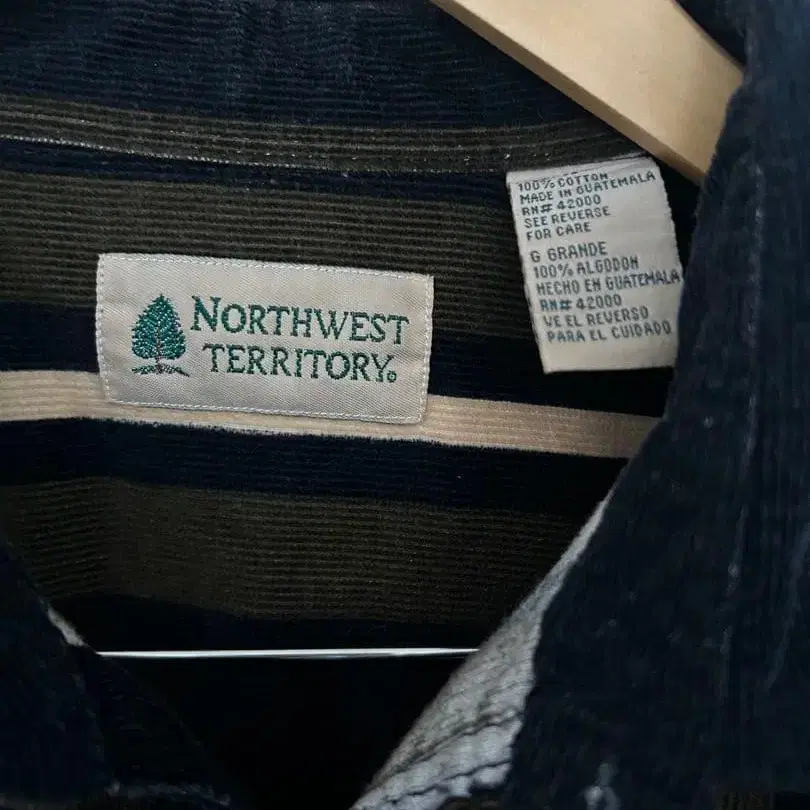 NORTHWEST
TERRITORY®
100% COTTON
MADE IN GUATEMALA
RN# 42000
SEE REVERSE
FOR CARE
G GRANDE
100% ALGODON
HECHO EN GUATEMALA
RN# 42000
VE EL REVERSO
PARA EL CUIDADO